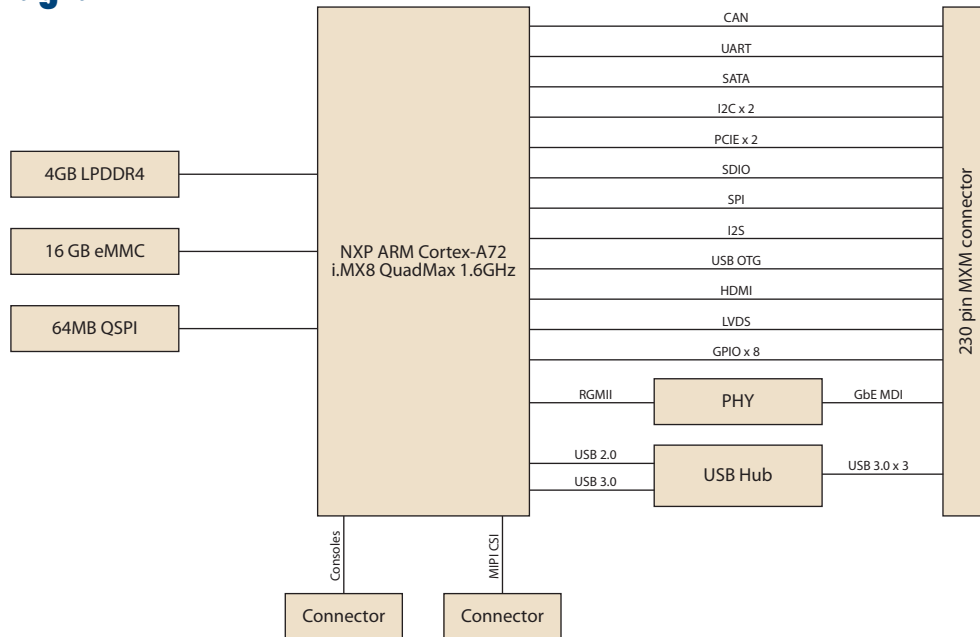 CAN
UART
SATA
I2C x 2
PCIE x 2
SDIO
SPI
I2S
USB OTG
HDMI
LVDS
GPIO x 8
4GB LPDDR4
16 GB eMMC
64MB QSPI
NXP ARM Cortex-A72
i.MX8 QuadMax 1.6GHz
230 pin MXM connector
RGMII
PHY
GbE MDI
USB 2.0
USB 3.0
USB Hub
USB 3.0 x 3
Consoles
MIPI CSI
Connector
Connector